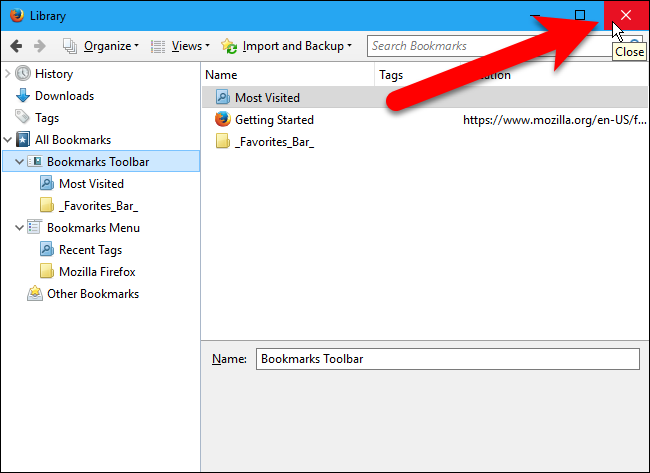 Library
Organize Views Import and Backup Search Bookmarks
Close
History
Downloads
Tags
All Bookmarks
Bookmarks Toolbar
Most Visited
_Favorites_Bar_
Bookmarks Menu
Recent Tags
Mozilla Firefox
Other Bookmarks
Name Tags
Most Visited
Getting Started https://www.mozilla.org/en-US/f...
_Favorites_Bar_
Name: Bookmarks Toolbar